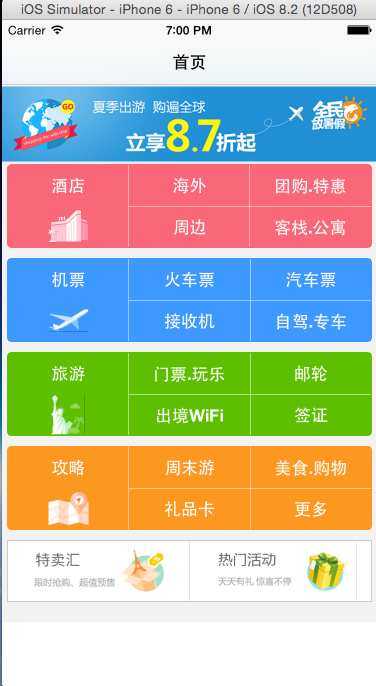 iOS Simulator - iPhone 6 - iPhone 6 / iOS 8.2 (12D508)
Carrier 7:00 PM
首页
GO
shopping this way crazy
夏季出游 购遍全球
立享8.7折起
全民
放暑假
酒店 海外 团购.特惠
周边 客栈.公寓
机票 火车票 汽车票
接收机 自驾.专车
旅游 门票.玩乐 邮轮
出境WiFi 签证
攻略 周末游 美食.购物
礼品卡 更多
特卖汇
限时抢购、超值预售
热门活动
天天有礼 惊喜不停